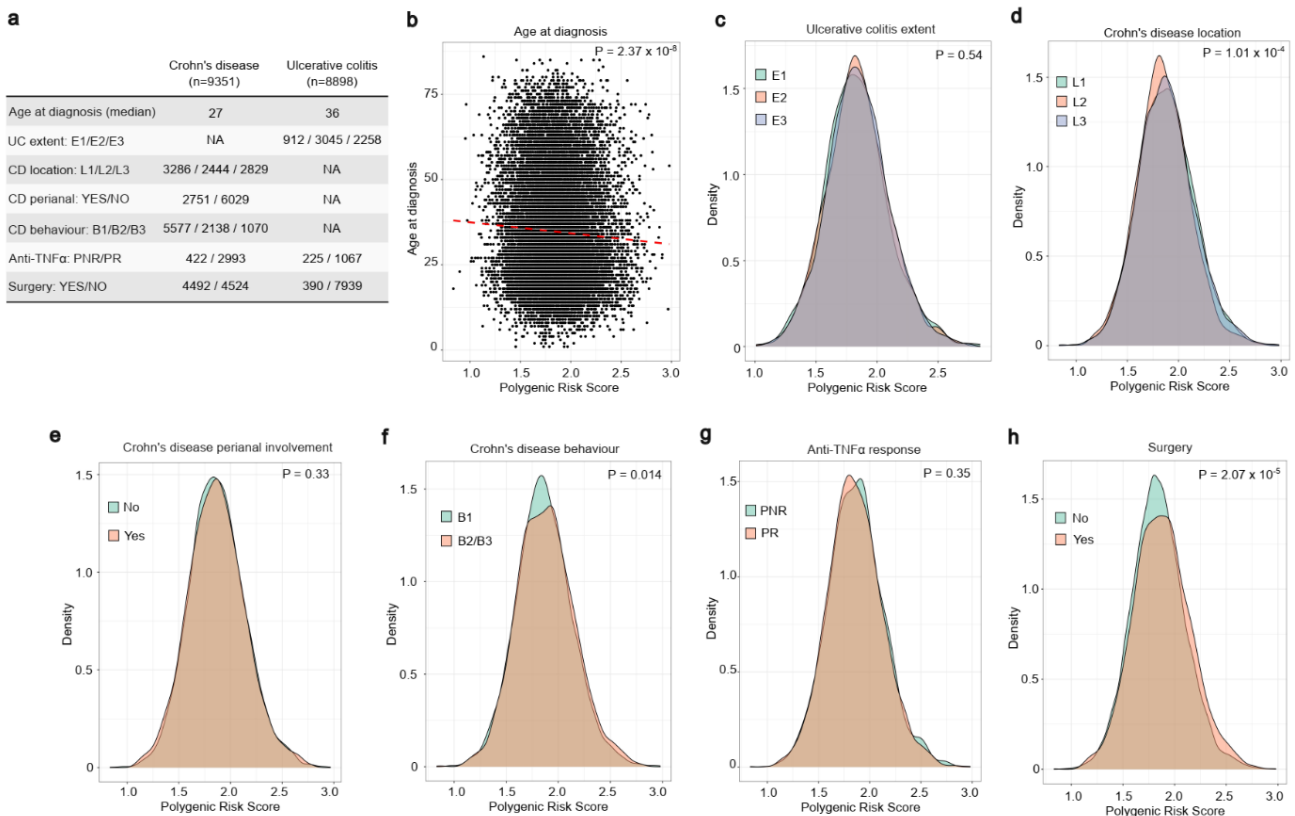 a
Crohn's disease (n=9351) Ulcerative colitis (n=8898)
Age at diagnosis (median) 27 36
UC extent: E1/E2/E3 NA 912 / 3045 / 2258
CD location: L1/L2/L3 3286 / 2444 / 2829 NA
CD perianal: YES/NO 2751 / 6029 NA
CD behaviour: B1/B2/B3 5577 / 2138 / 1070 NA
Anti-TNFα: PNR/PR 422 / 2993 225 / 1067
Surgery: YES/NO 4492 / 4524 390 / 7939
b
Age at diagnosis
P = 2.37 x 10-8
Age at diagnosis
75
50
25
0
1.0 1.5 2.0 2.5 3.0
Polygenic Risk Score
c
Ulcerative colitis extent
P = 0.54
E1
E2
E3
Density
1.5
1.0
0.5
0
1.0 1.5 2.0 2.5
Polygenic Risk Score
d
Crohn's disease location
P = 1.01 x 10-4
L1
L2
L3
Density
1.5
1.0
0.5
0
1.0 1.5 2.0 2.5 3.0
Polygenic Risk Score
e
Crohn's disease perianal involvement
P = 0.33
No
Yes
Density
1.5
1.0
0.5
0
1.0 1.5 2.0 2.5 3.0
Polygenic Risk Score
f
Crohn's disease behaviour
P = 0.014
B1
B2/B3
Density
1.5
1.0
0.5
0
1.0 1.5 2.0 2.5 3.0
Polygenic Risk Score
g
Anti-TNFα response
P = 0.35
PNR
PR
Density
1.5
1.0
0.5
0
1.0 1.5 2.0 2.5 3.0
Polygenic Risk Score
h
Surgery
P = 2.07 x 10-5
No
Yes
Density
1.5
1.0
0.5
0
1.0 1.5 2.0 2.5 3.0
Polygenic Risk Score